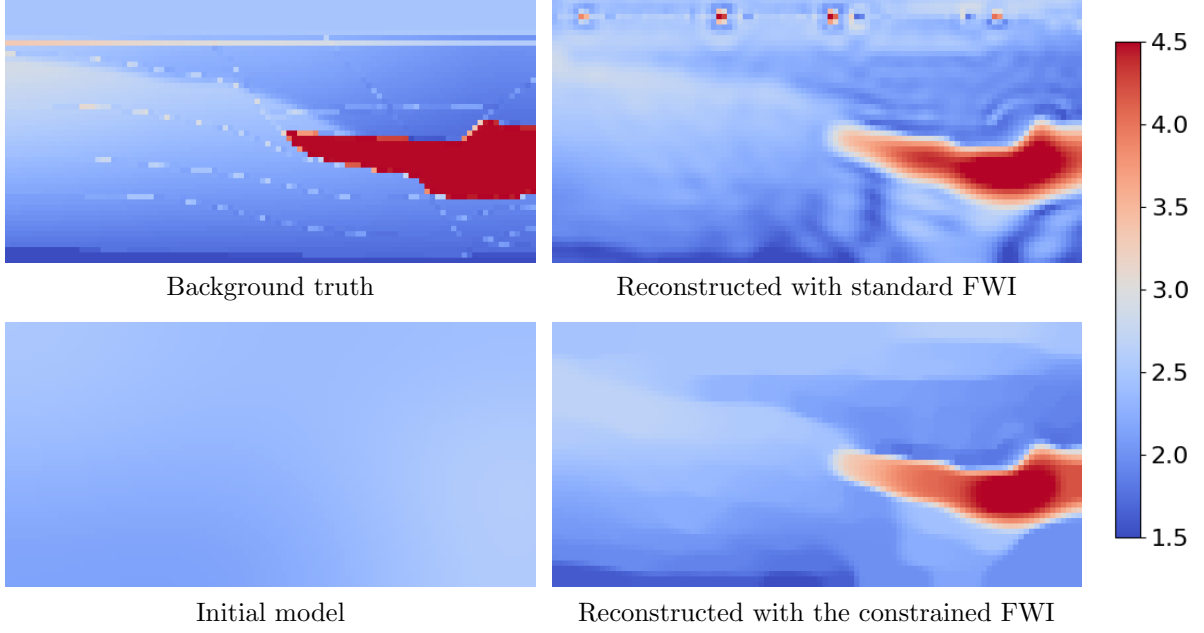 Background truth
Reconstructed with standard FWI
Initial model
Reconstructed with the constrained FWI
4.5
4.0
3.5
3.0
2.5
2.0
1.5